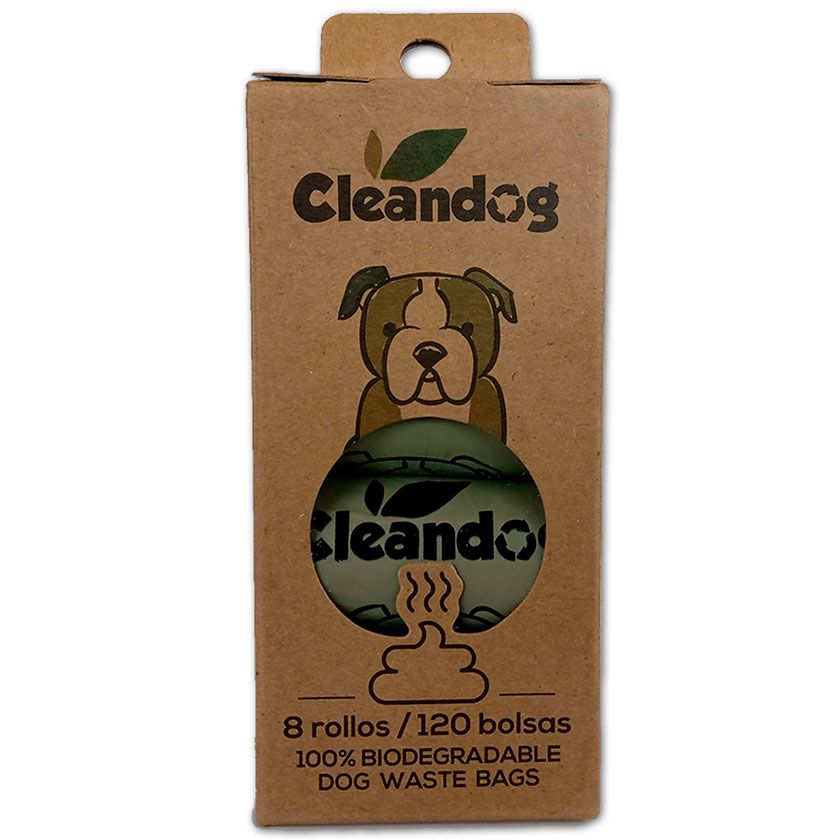 Cleandog
Cleandog
8 rollos / 120 bolsas
100% BIODEGRADABLE
DOG WASTE BAGS